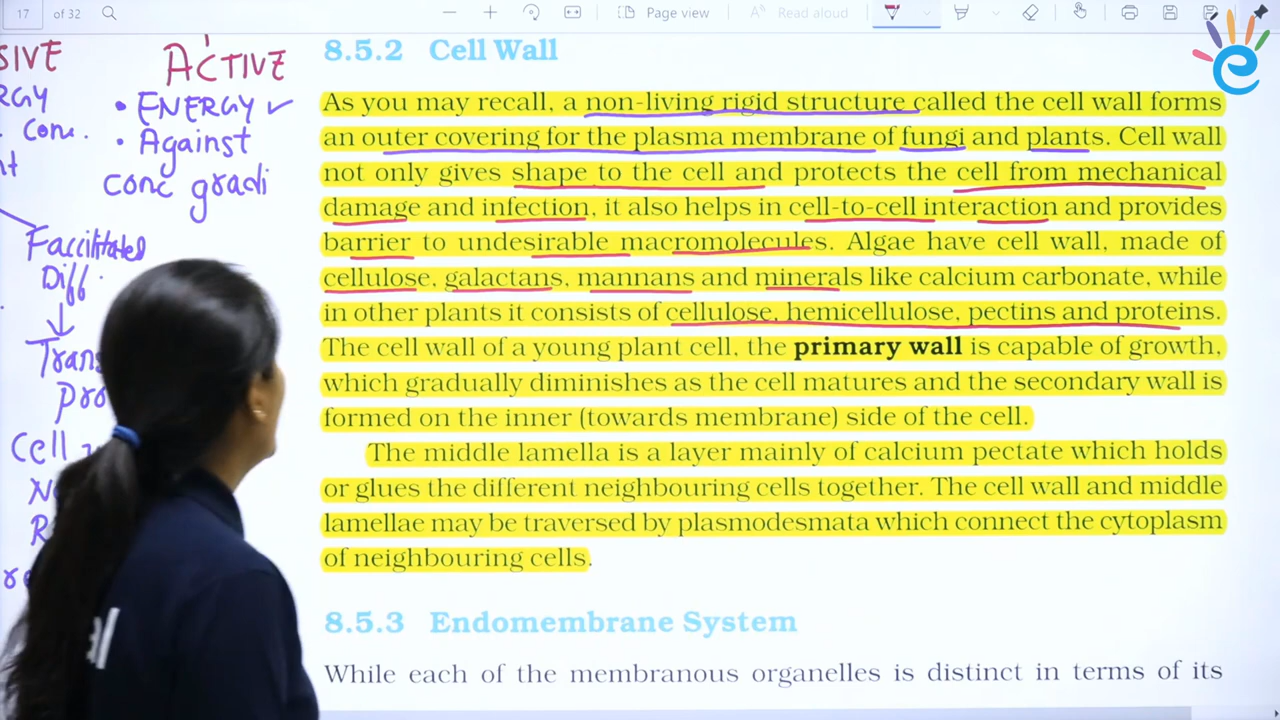 17 of 32
Page view
Read aloud
SIVE
RGY
Conc.
ACTIVE
• ENERGY ✓
• Against
Conc gradi
Faccilitated
Diff
Trans
pro
Cell
8.5.2 Cell Wall
As you may recall, a non-living rigid structure called the cell wall forms
an outer covering for the plasma membrane of fungi and plants. Cell wall
not only gives shape to the cell and protects the cell from mechanical
damage and infection, it also helps in cell-to-cell interaction and provides
barrier to undesirable macromolecules. Algae have cell wall, made of
cellulose, galactans, mannans and minerals like calcium carbonate, while
in other plants it consists of cellulose, hemicellulose, pectins and proteins.
The cell wall of a young plant cell, the primary wall is capable of growth,
which gradually diminishes as the cell matures and the secondary wall is
formed on the inner (towards membrane) side of the cell.
The middle lamella is a layer mainly of calcium pectate which holds
or glues the different neighbouring cells together. The cell wall and middle
lamellae may be traversed by plasmodesmata which connect the cytoplasm
of neighbouring cells.
8.5.3 Endomembrane System
While each of the membranous organelles is distinct in terms of its